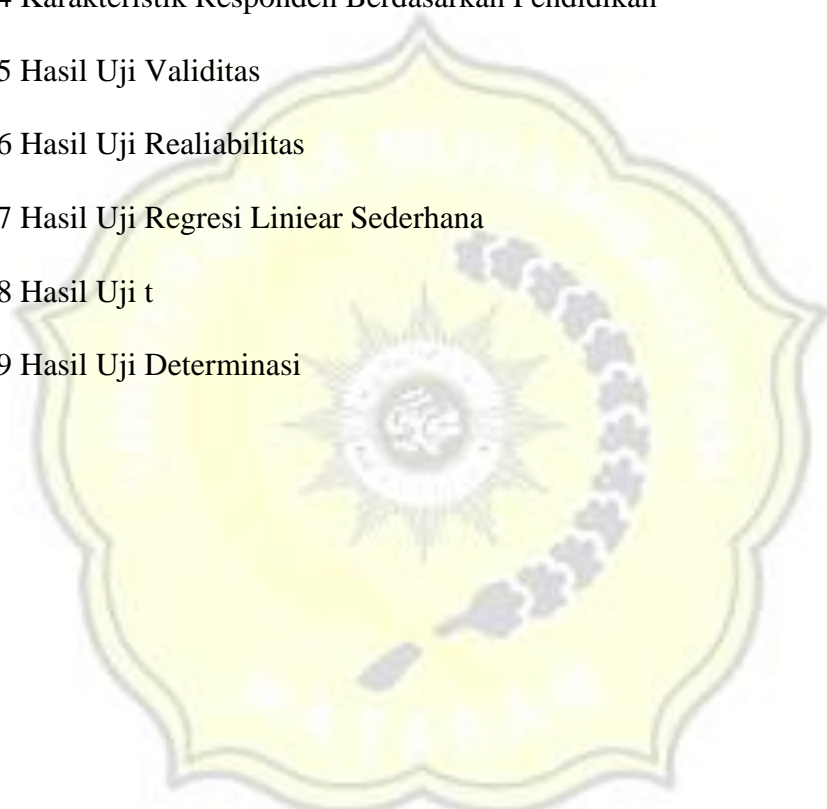 4 Karakteristik Responden Berdasarkan Pendidikan
5 Hasil Uji Validitas
6 Hasil Uji Realiabilitas
7 Hasil Uji Regresi Liniear Sederhana
8 Hasil Uji t
9 Hasil Uji Determinasi